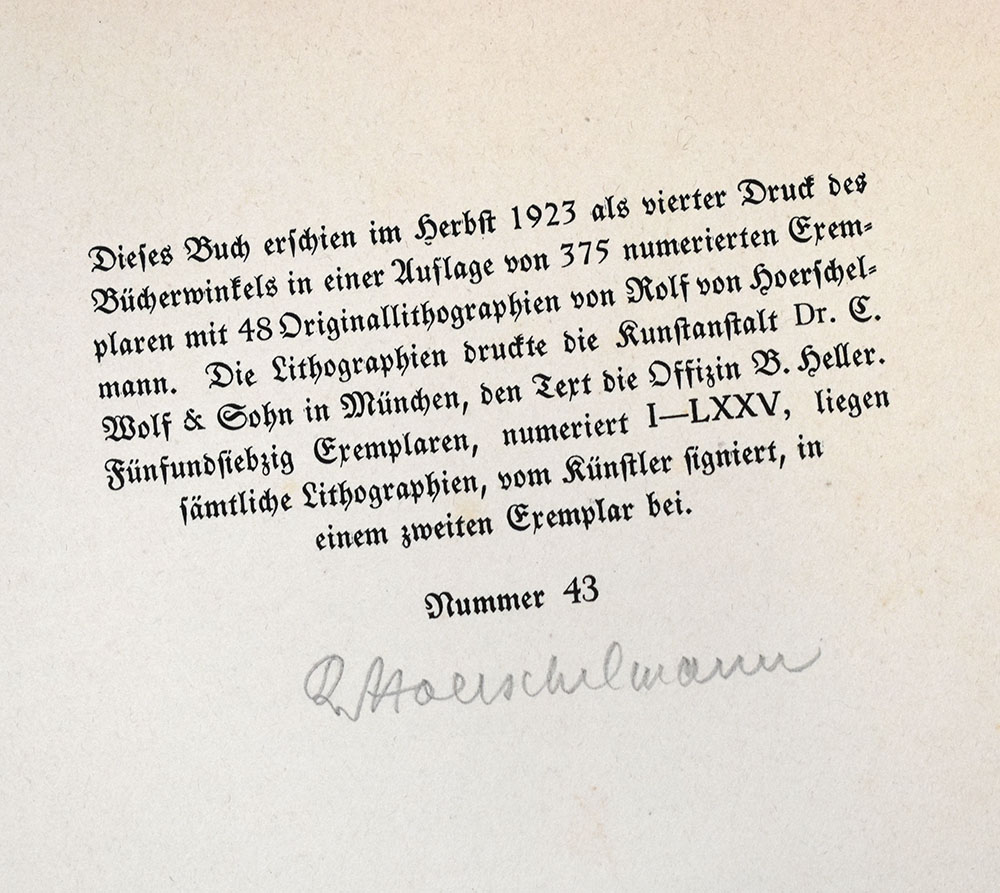 Dieses Buch erschien im Herbst 1923 als vierter Druck des
Bücherwinkels in einer Auflage von 375 numerierten Exem-
plaren mit 48 Originallithographien von Rolf von Hoerschel-
mann. Die Lithographien druckte die Kunstanstalt Dr. C.
Wolf & Sohn in München, den Text die Offizin B. Heller.
Fünfundsiebzig Exemplaren, numeriert I—LXXV, liegen
sämtliche Lithographien, vom Künstler signiert, in
einem zweiten Exemplar bei.
Nummer 43
RvHoerschelmann